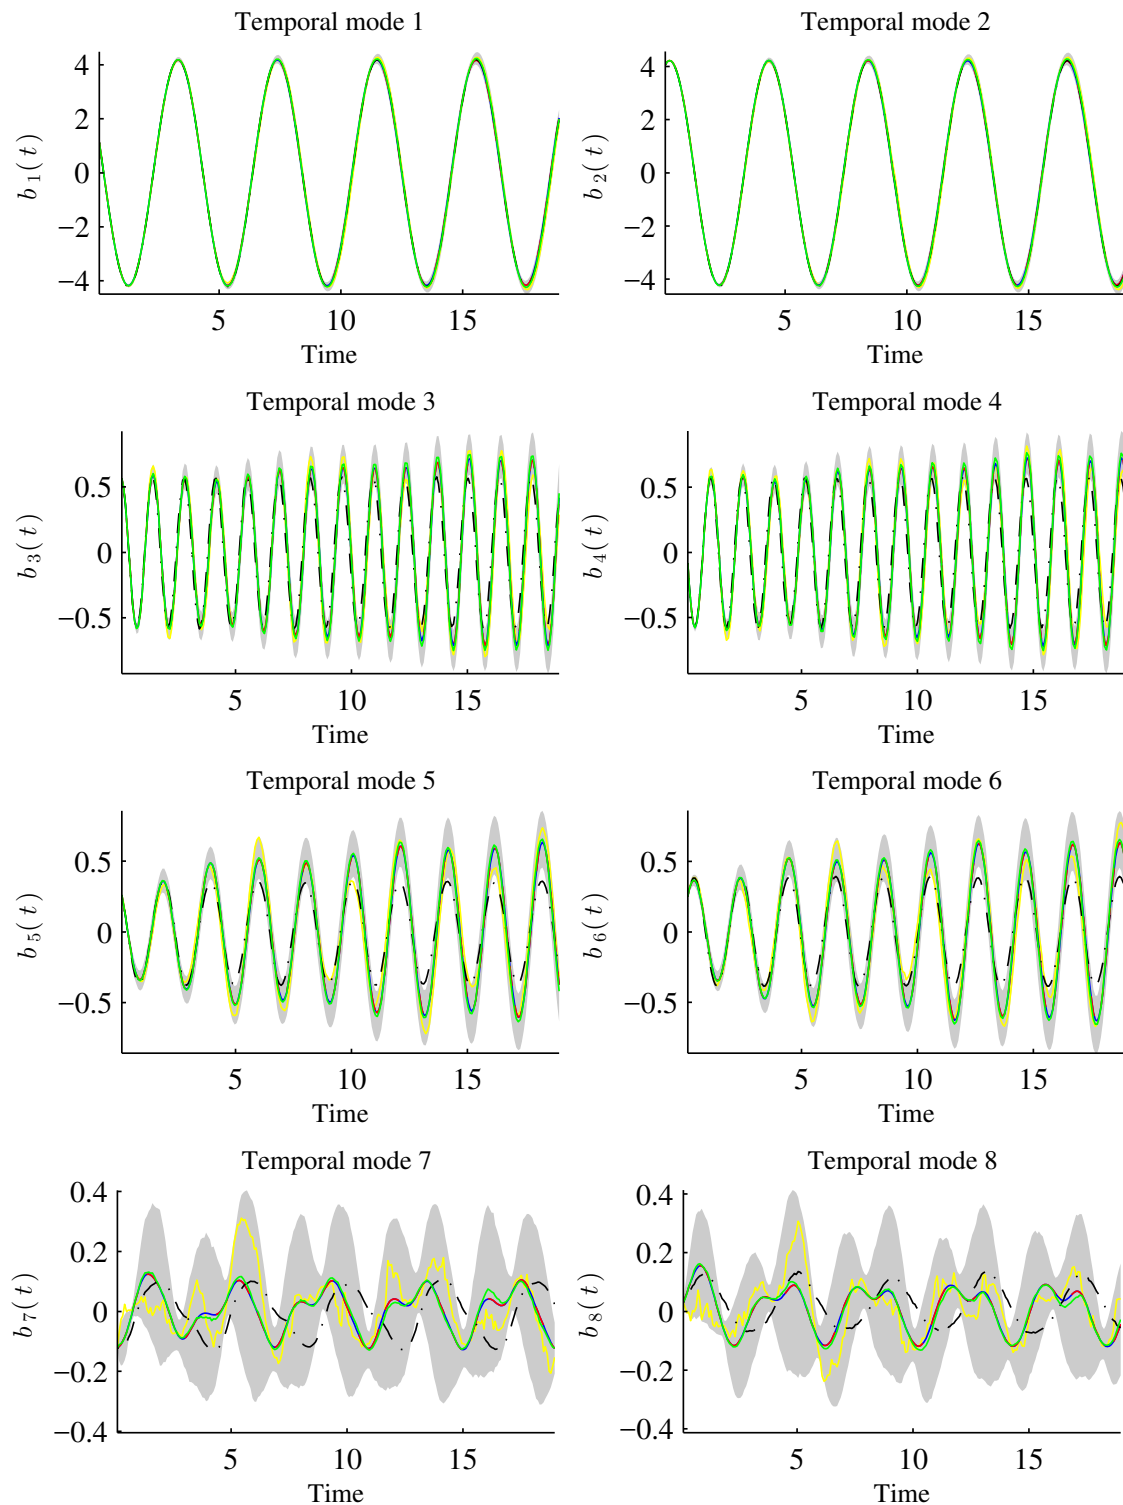 Temporal mode 1
Temporal mode 2
4
2
0
−2
−4
b1(t)
5
10
15
Time
4
2
0
−2
−4
b2(t)
5
10
15
Time
Temporal mode 3
Temporal mode 4
0.5
0
−0.5
b3(t)
5
10
15
Time
0.5
0
−0.5
b4(t)
5
10
15
Time
Temporal mode 5
Temporal mode 6
0.5
0
−0.5
b5(t)
5
10
15
Time
0.5
0
−0.5
b6(t)
5
10
15
Time
Temporal mode 7
Temporal mode 8
0.4
0.2
0
−0.2
−0.4
b7(t)
5
10
15
Time
0.4
0.2
0
−0.2
−0.4
b8(t)
5
10
15
Time